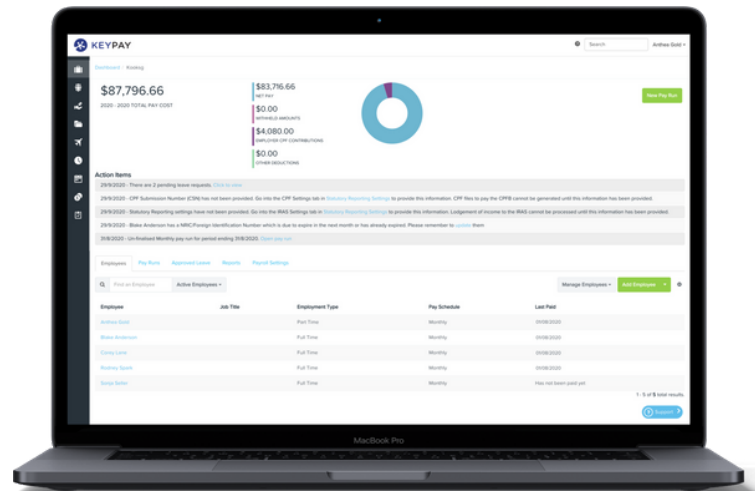 KEYPAY
Search
Anthea Gold
Dashboard / Kraikeg
$87,796.66
2020 - 2020 TOTAL PAY COST
$83,716.66
NET PAY
$0.00
WITHHELD AMOUNTS
$4,080.00
EMPLOYER CPF CONTRIBUTIONS
$0.00
OTHER DEDUCTIONS
New Pay Run
Action Items
29/9/2020 - There are 2 pending leave requests. Click to view
29/9/2020 - CPF Submission Number (CSN) has not been provided. Go into the CPF Settings tab in Statutory Reporting Settings to provide this information. CPF files to pay the CPFB cannot be generated until this information has been provided.
29/9/2020 - Statutory Reporting settings have not been provided. Go into the IRAS Settings tab in Statutory Reporting Settings to provide this information. Lodgement of income to the IRAS cannot be processed until this information has been provided.
29/9/2020 - Blake Anderson has a NRIC/Foreign Identification Number which is due to expire in the next month or has already expired. Please remember to update them
31/8/2020 - Un-finalised Monthly pay run for period ending 31/8/2020. Open pay run
Employees Pay Runs Approved Leave Reports Payroll Settings
Find an Employee Active Employees Manage Employees Add Employee
Employee Job Title Employment Type Pay Schedule Last Paid
Anthea Gold Part Time Monthly 01/08/2020
Blake Anderson Full Time Monthly 01/08/2020
Casey Lane Full Time Monthly 01/08/2020
Rodney Spark Full Time Monthly 01/08/2020
Full Time Monthly Has not been paid yet
1 - 5 of 5 total results
Support
MacBook Pro